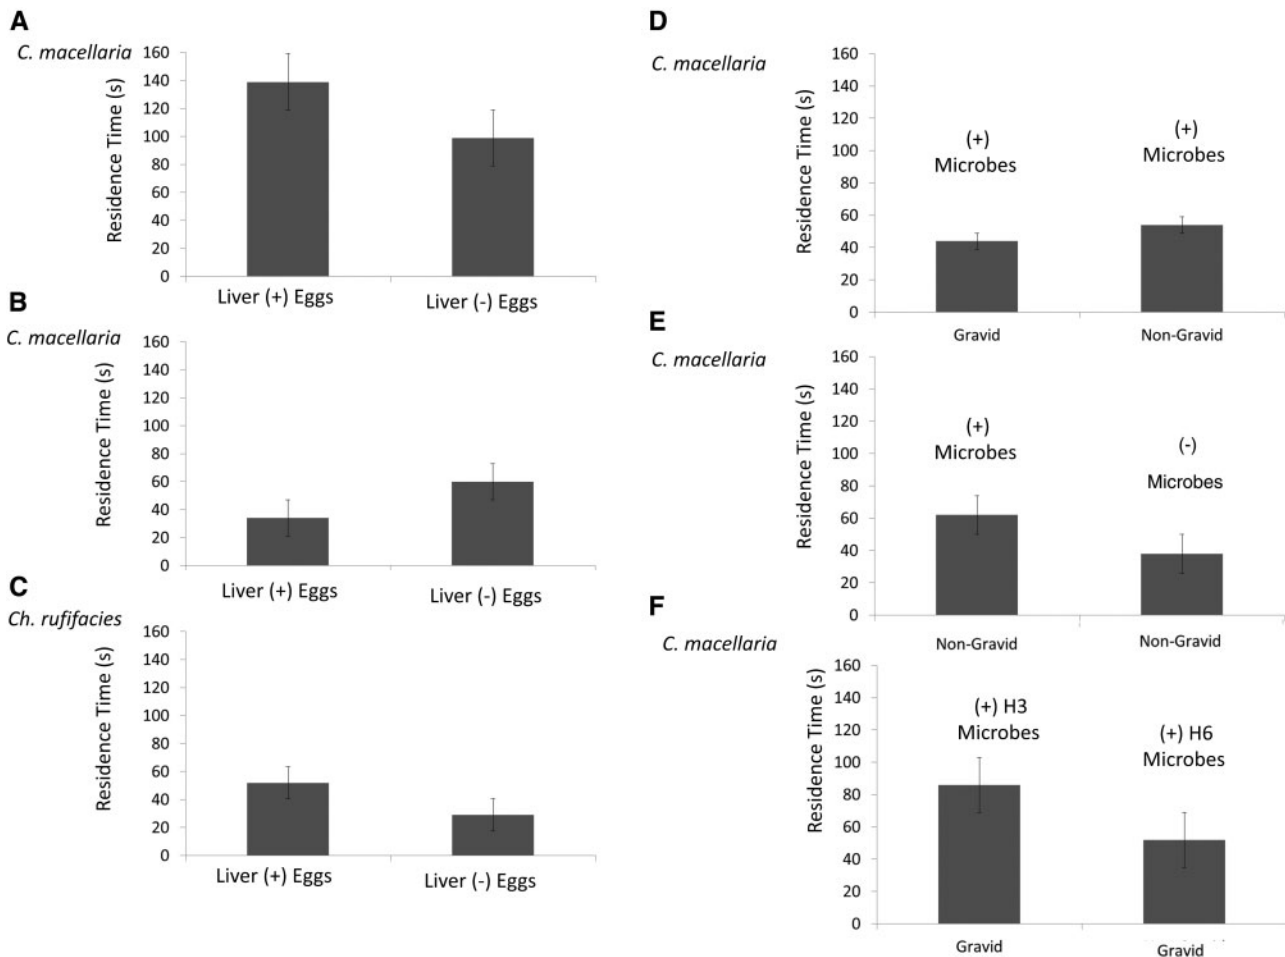 A
C. macellaria
Residence Time (s)
160
140
120
100
80
60
40
20
0
Liver (+) Eggs
Liver (-) Eggs
B
C. macellaria
Residence Time (s)
160
140
120
100
80
60
40
20
0
Liver (+) Eggs
Liver (-) Eggs
C
Ch. rufifacies
Residence Time (s)
160
140
120
100
80
60
40
20
0
Liver (+) Eggs
Liver (-) Eggs
D
C. macellaria
Residence Time (s)
160
140
120
100
80
60
40
20
0
(+)
Microbes
(+)
Microbes
Gravid
Non-Gravid
E
C. macellaria
Residence Time (s)
160
140
120
100
80
60
40
20
0
(+)
Microbes
(-)
Microbes
Non-Gravid
Non-Gravid
F
C. macellaria
Residence Time (s)
160
140
120
100
80
60
40
20
0
(+) H3
Microbes
(+) H6
Microbes
Gravid
Gravid